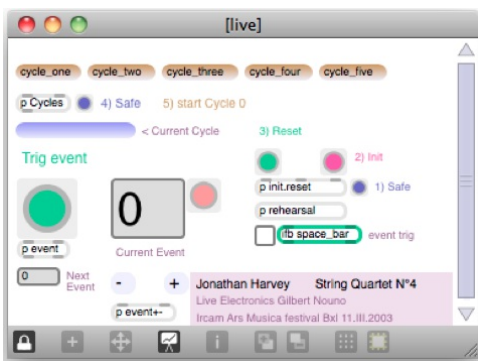 [live]
cycle_one cycle_two cycle_three cycle_four cycle_five
p Cycles 4) Safe 5) start Cycle 0
< Current Cycle 3) Reset
Trig event 2) Init
p init.reset 1) Safe
0 p rehearsal
p event Current Event fb space_bar event trig
0 Next Event - + Jonathan Harvey String Quartet N°4
Live Electronics Gilbert Nouno
p event+- Ircam Ars Musica festival Bxl 11.III.2003